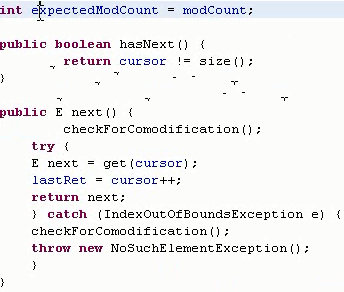 int expectedModCount = modCount;
public boolean hasNext() {
return cursor != size();
}
public E next() {
checkForComodification();
try {
E next = get(cursor);
lastRet = cursor++;
return next;
} catch (IndexOutOfBoundsException e) {
checkForComodification();
throw new NoSuchElementException();
}
}